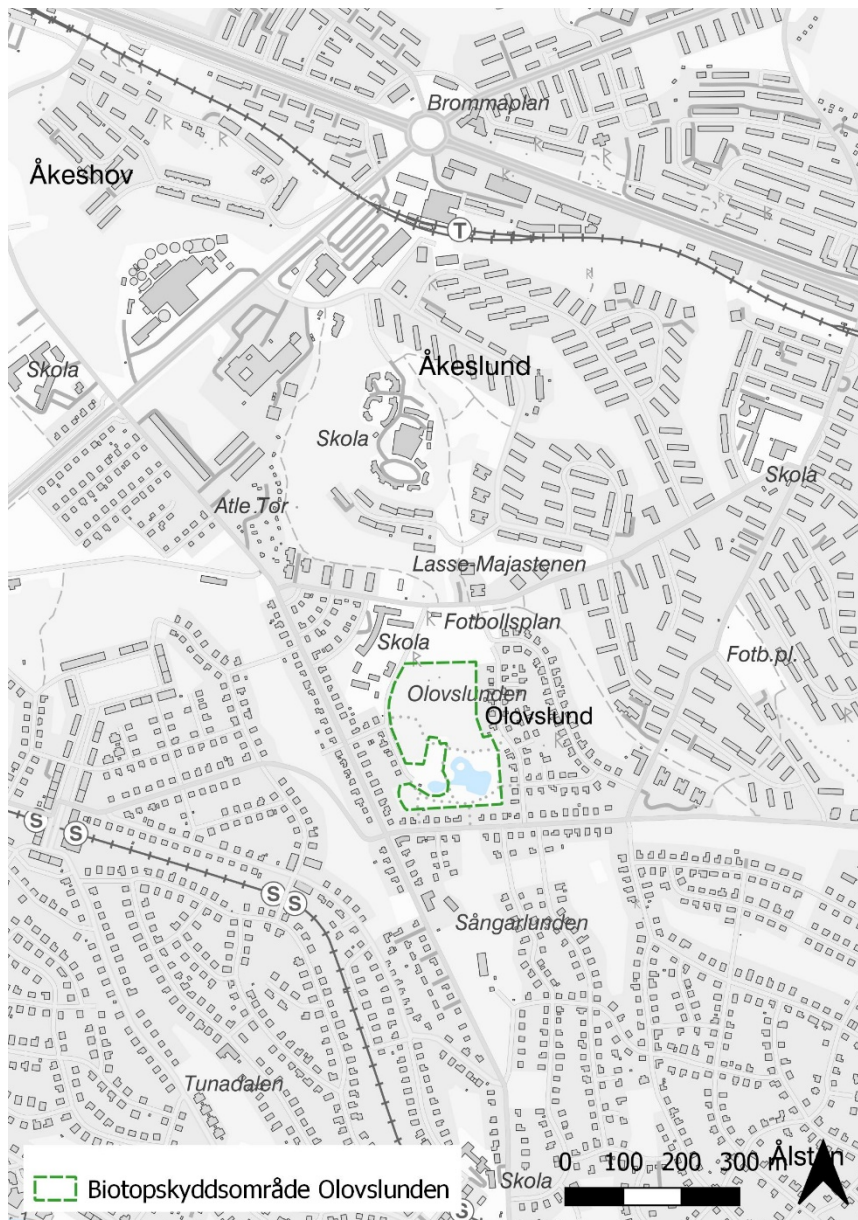 Brommaplan
Åkeshov
T
Åkeslund
Skola
Skola
Skola
Atle Tor
Lasse-Majastenen
Fotbollsplan
Skola
Fotb.pl.
Olovslunden
Olovslund
S S
S S
Sångarlunden
Tunadalen
Ålsten
Skola
0 100 200 300 m
Biotopskyddsområde Olovslunden
S